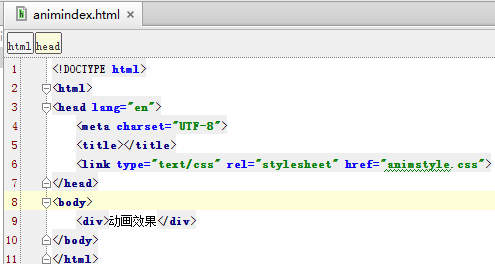 animindex.html
html head
1 <!DOCTYPE html>
2 <html>
3 <head lang="en">
4 <meta charset="UTF-8">
5 <title></title>
6 <link type="text/css" rel="stylesheet" href="animstyle.css">
7 </head>
8 <body>
9 <div>动画效果</div>
10 </body>
11 </html>